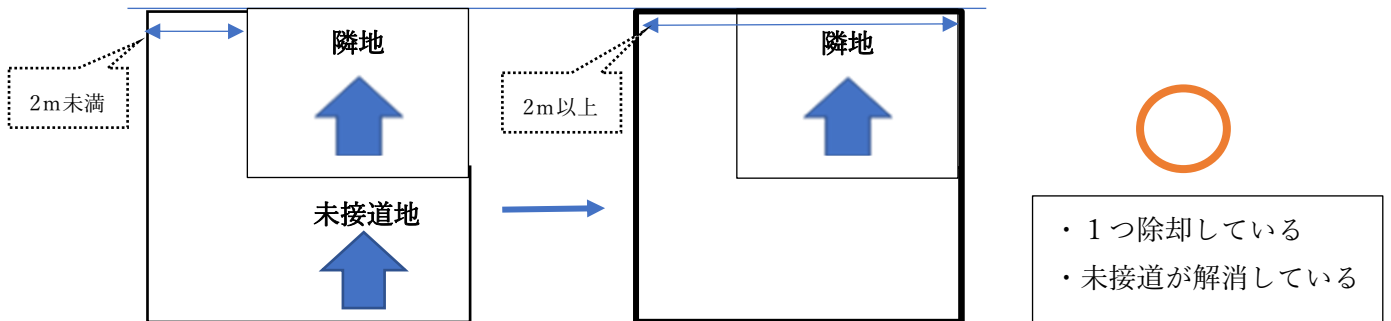 隣地
2m未満
未接道地
隣地
2m以上
・１つ除却している
・未接道が解消している